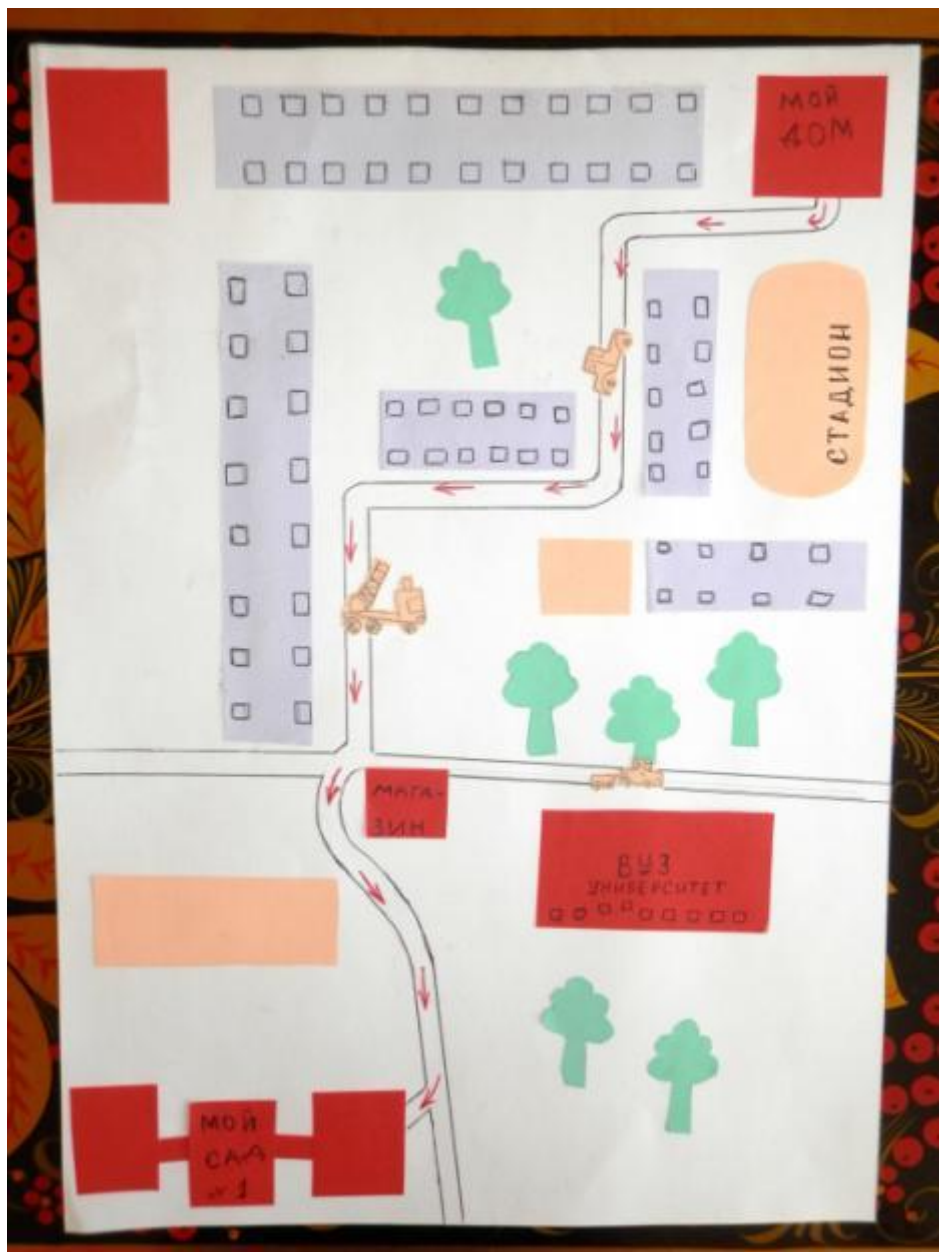 МОЙ
ДОМ
СТАДИОН
МАГА-
ЗИН
ВУЗ
УНИВЕРСИТЕТ
МОЙ
САД
№1